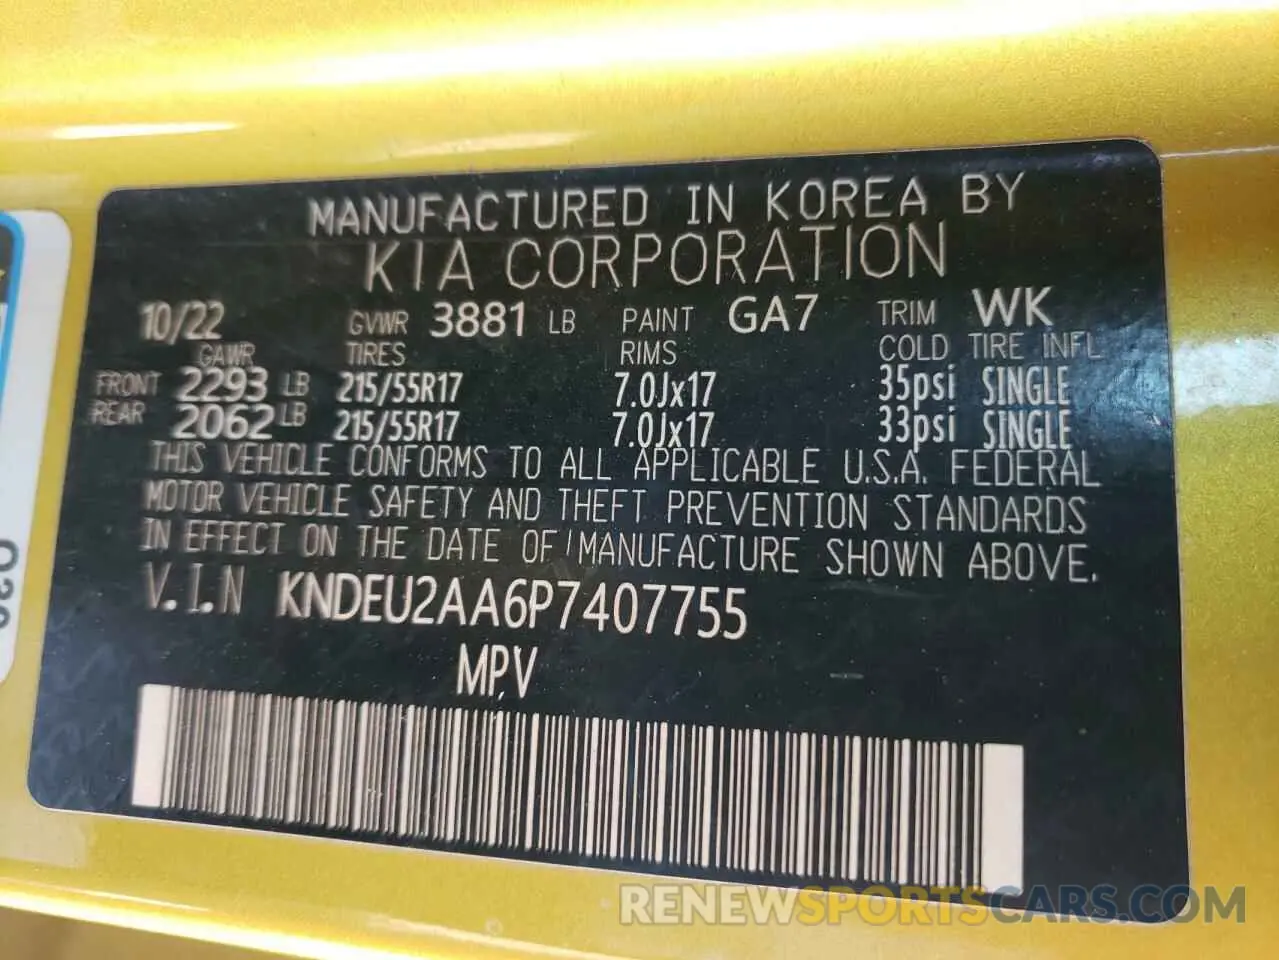 MANUFACTURED IN KOREA BY
KIA CORPORATION
10/22 GVWR 3881 LB PAINT GA7 TRIM WK
GAWR TIRES RIMS COLD TIRE INFL
FRONT 2293 LB 215/55R17 7.0Jx17 35psi SINGLE
REAR 2062 LB 215/55R17 7.0Jx17 33psi SINGLE
THIS VEHICLE CONFORMS TO ALL APPLICABLE U.S.A. FEDERAL
MOTOR VEHICLE SAFETY AND THEFT PREVENTION STANDARDS
IN EFFECT ON THE DATE OF MANUFACTURE SHOWN ABOVE.
V.I.N KNDEU2AA6P7407755
MPV
RENEWSPORTSCARS.COM